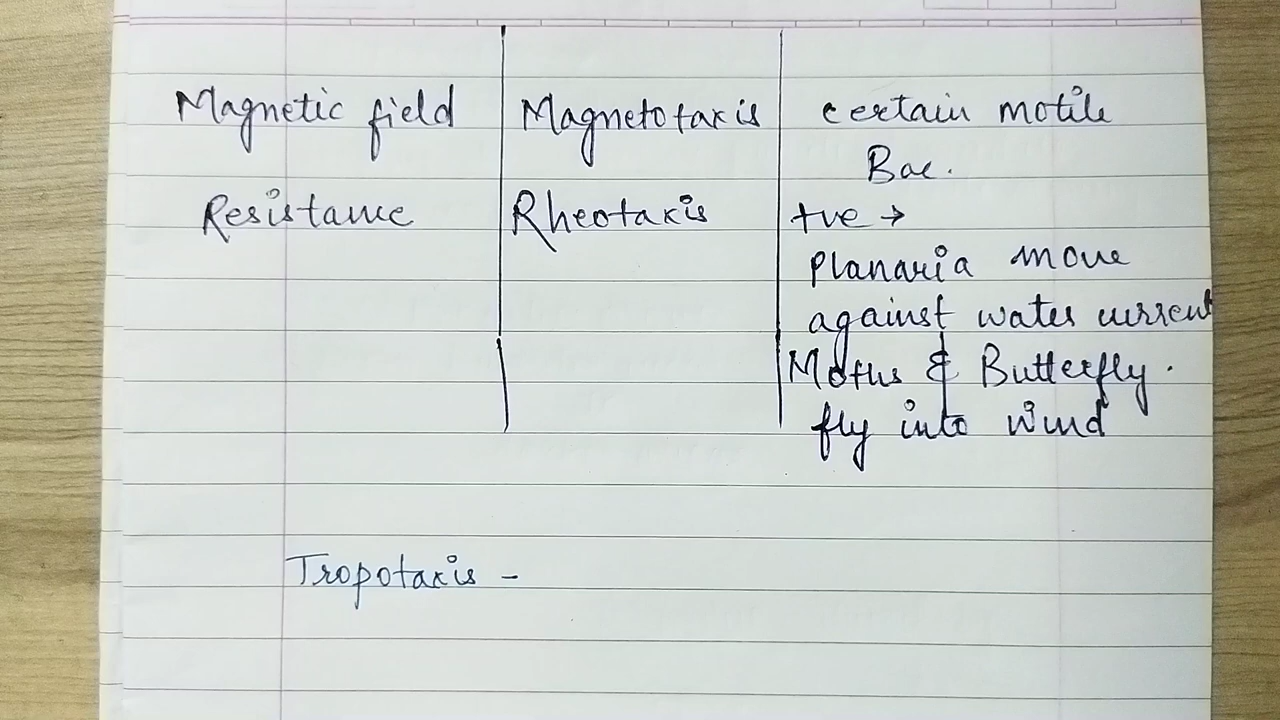 Magnetic field Magnetotaxis certain motile
Bac.
Resistance Rheotaxis +ve →
Planaria move
against water current
Moths & Butterfly.
fly into wind
Tropotaxis -